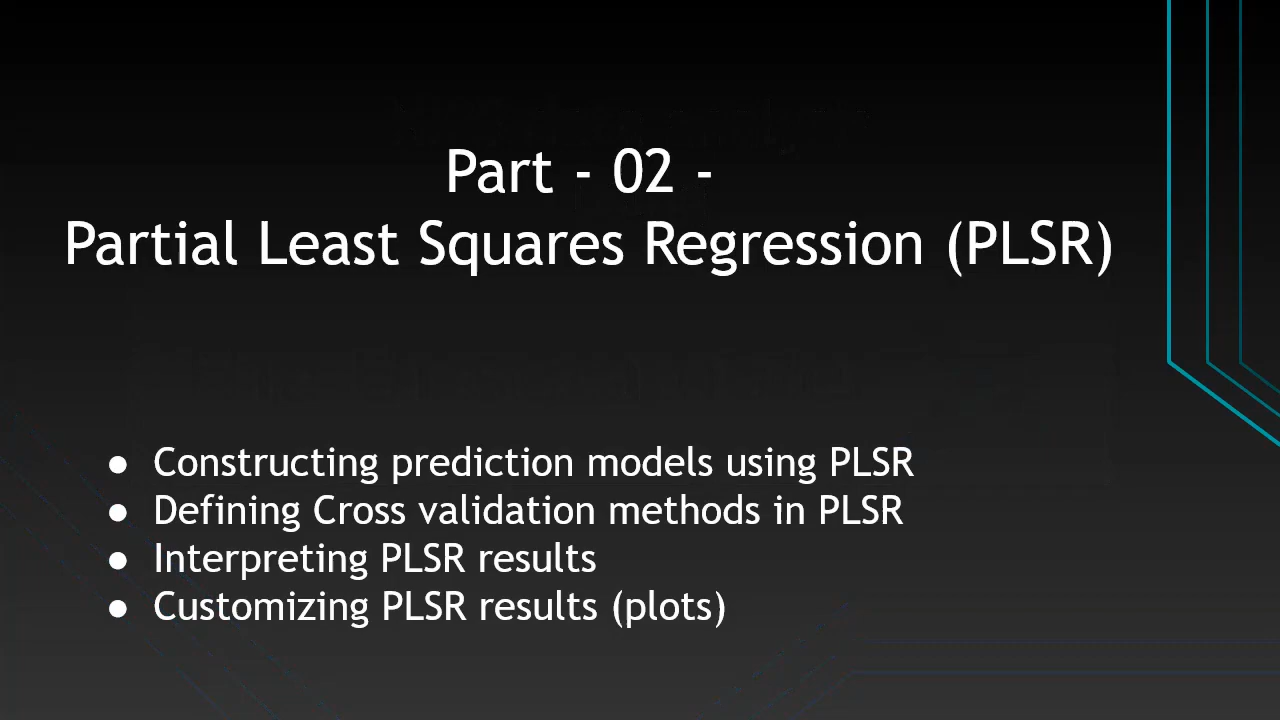 Part - 02 -
Partial Least Squares Regression (PLSR)
● Constructing prediction models using PLSR
● Defining Cross validation methods in PLSR
● Interpreting PLSR results
● Customizing PLSR results (plots)